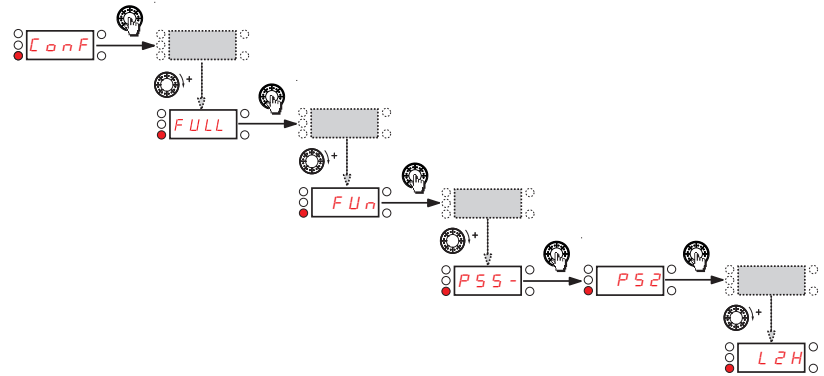 ConF
+
FULL
+
FUn
+
PSS-
PS2
+
L2H